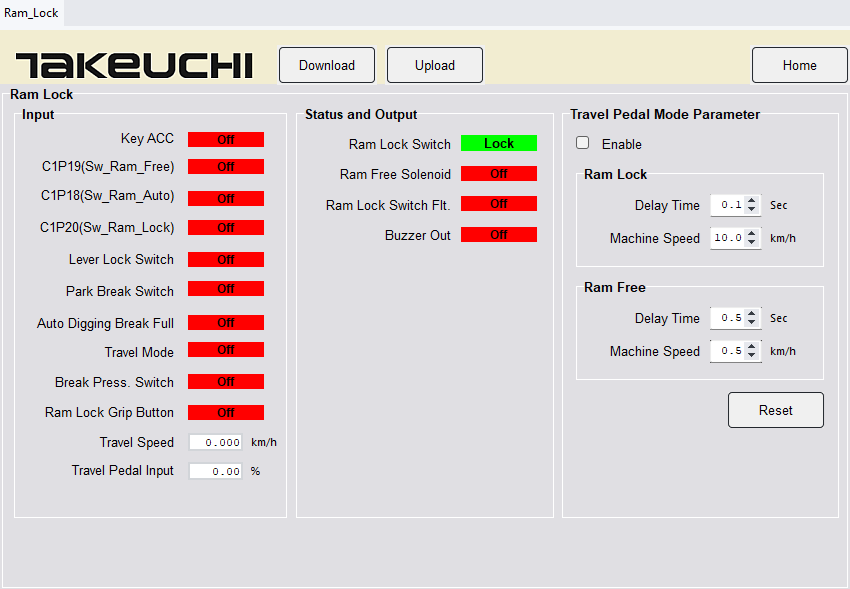 Ram_Lock
TAKEUCHI
Download
Upload
Home
Ram Lock
Input
Key ACC Off
C1P19(Sw_Ram_Free) Off
C1P18(Sw_Ram_Auto) Off
C1P20(Sw_Ram_Lock) Off
Lever Lock Switch Off
Park Break Switch Off
Auto Digging Break Full Off
Travel Mode Off
Break Press. Switch Off
Ram Lock Grip Button Off
Travel Speed 0.000 km/h
Travel Pedal Input 0.00 %
Status and Output
Ram Lock Switch Lock
Ram Free Solenoid Off
Ram Lock Switch Flt. Off
Buzzer Out Off
Travel Pedal Mode Parameter
Enable
Ram Lock
Delay Time 0.1 Sec
Machine Speed 10.0 km/h
Ram Free
Delay Time 0.5 Sec
Machine Speed 0.5 km/h
Reset